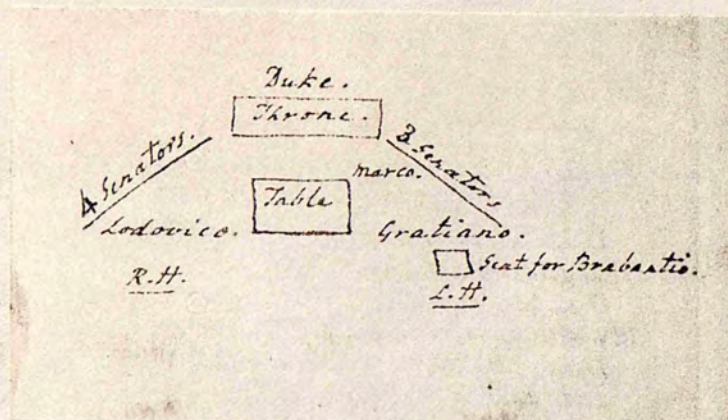 Duke.
Throne.
4 Senators.
3 Senators
Marco.
Table
Lodovico.
Gratiano.
Seat for Brabantio.
R.H.
L.H.